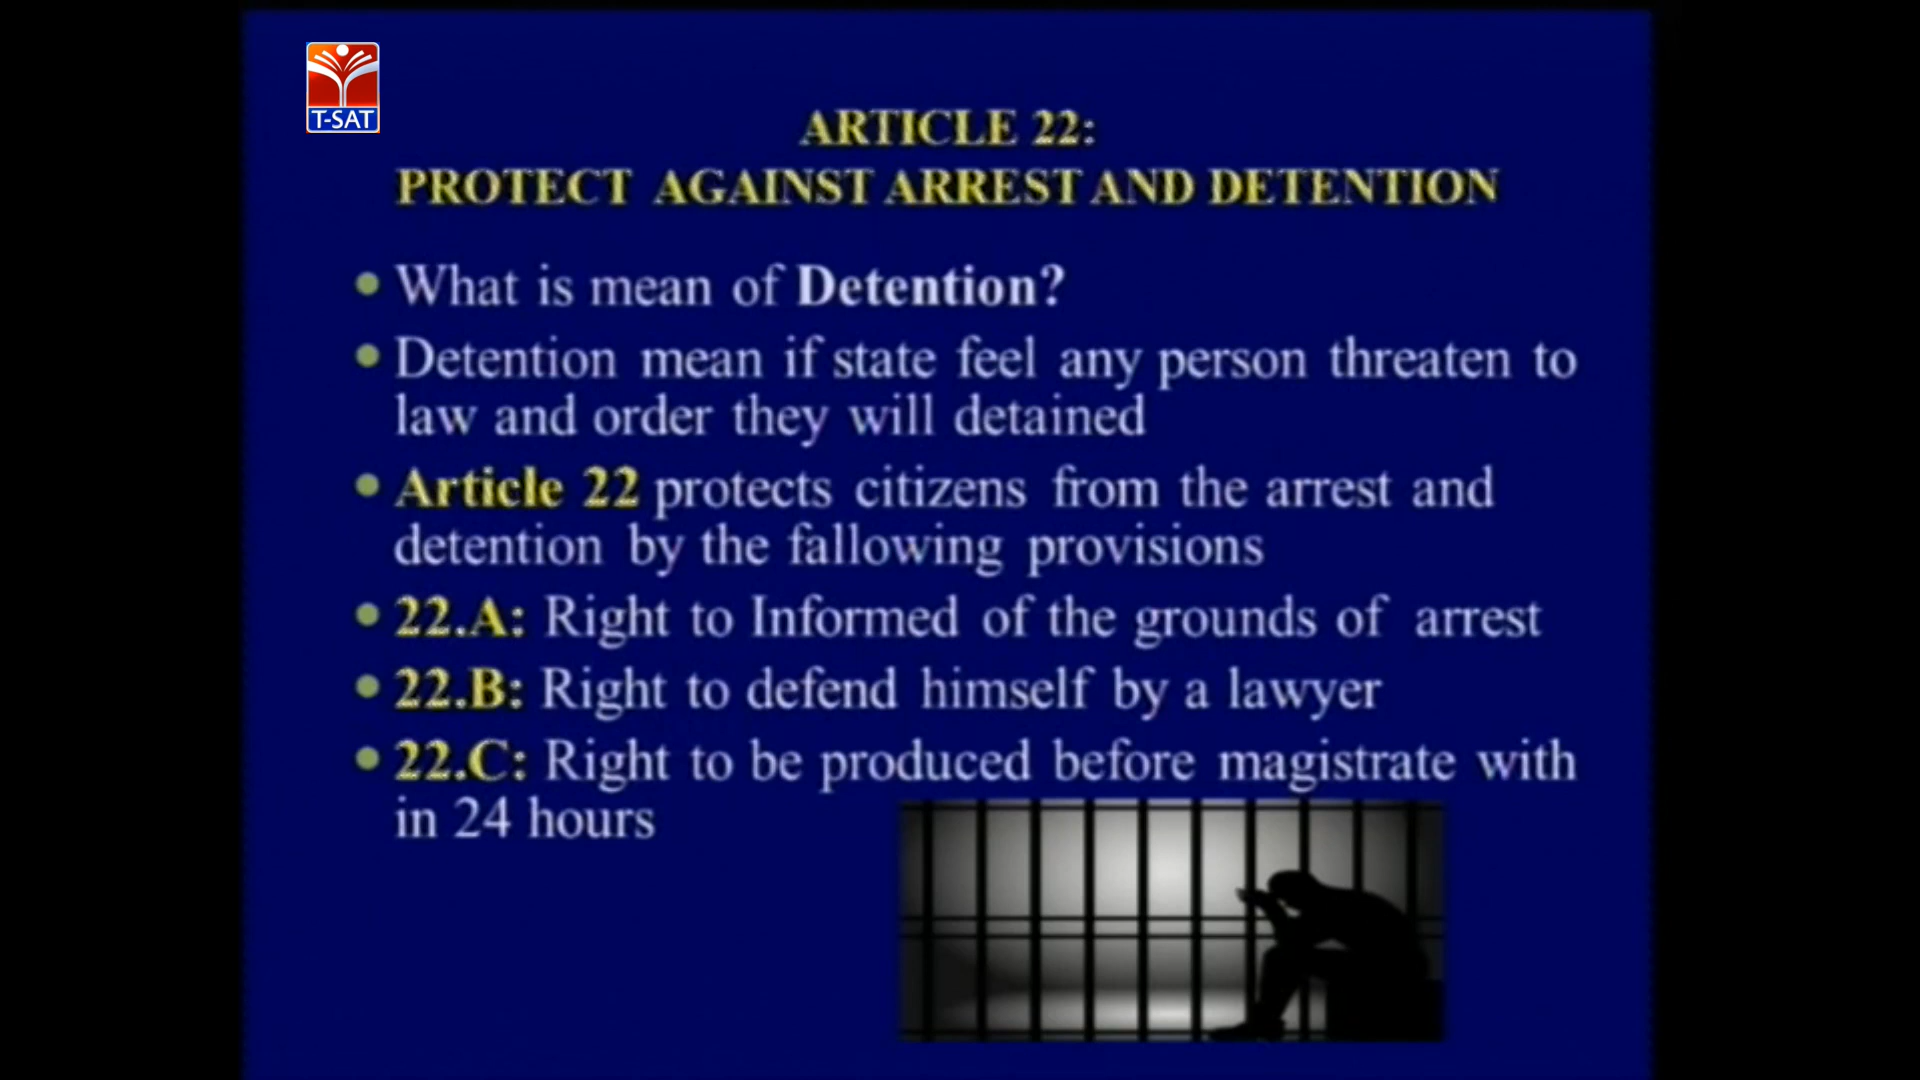 T-SAT
ARTICLE 22:
PROTECT AGAINST ARREST AND DETENTION
What is mean of Detention?
Detention mean if state feel any person threaten to
law and order they will detained
Article 22 protects citizens from the arrest and
detention by the fallowing provisions
22.A: Right to Informed of the grounds of arrest
22.B: Right to defend himself by a lawyer
22.C: Right to be produced before magistrate with
in 24 hours